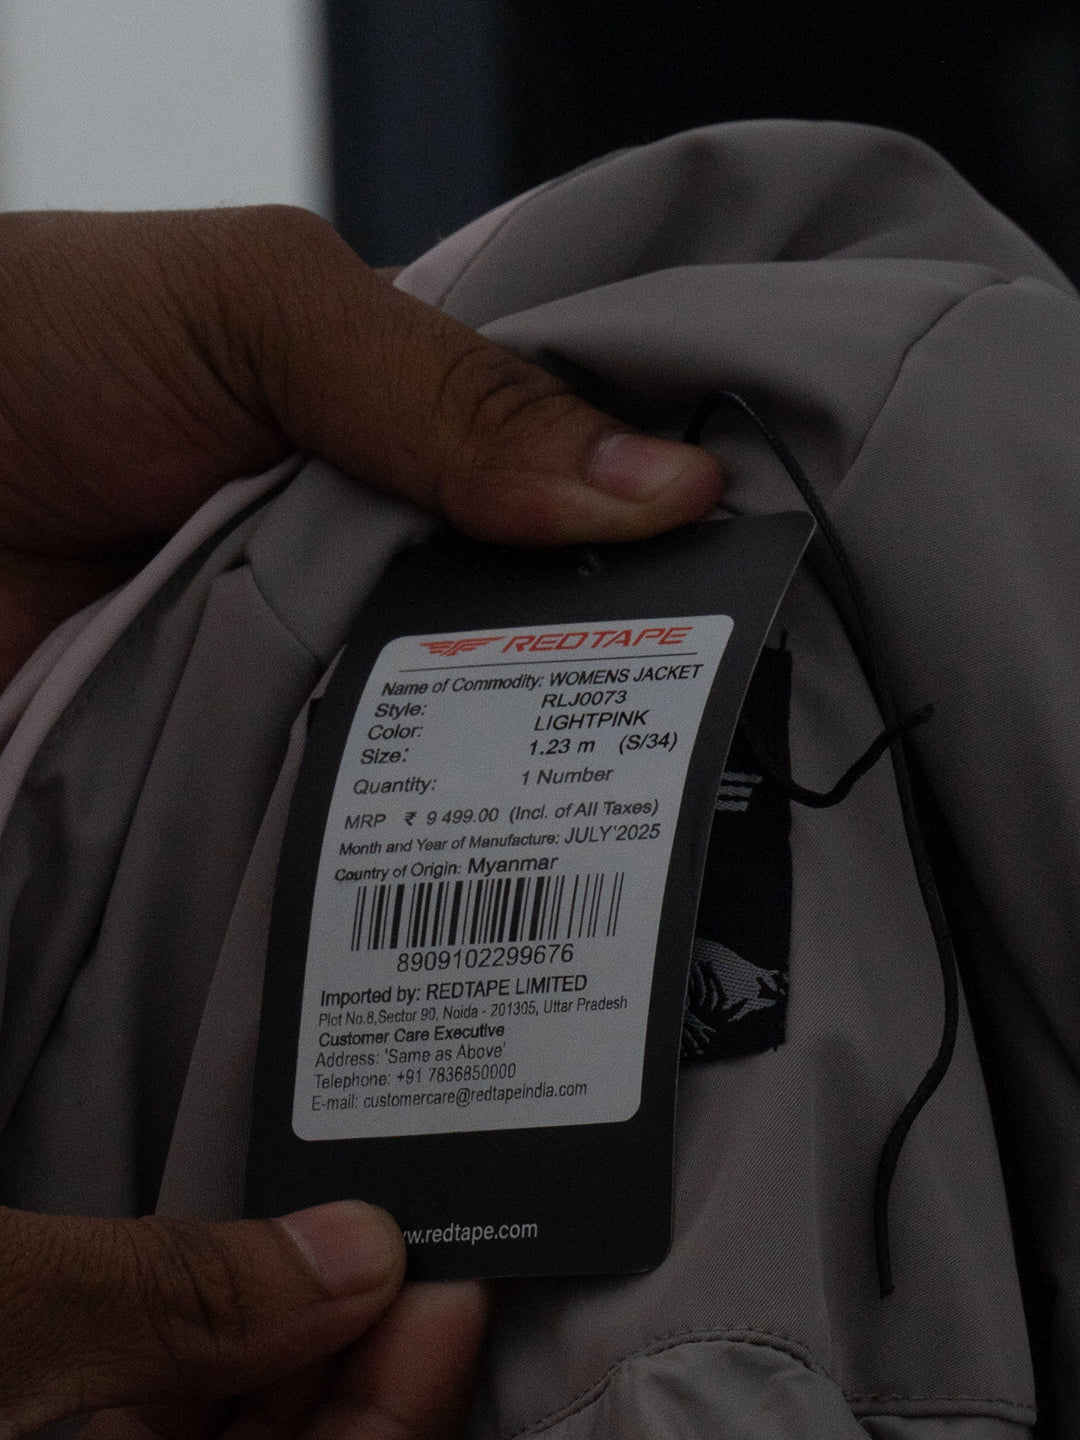 REDTAPE
Name of Commodity: WOMENS JACKET
Style: RLJ0073
Color: LIGHTPINK
Size: 1.23 m (S/34)
Quantity: 1 Number
MRP ₹ 9 499.00 (Incl. of All Taxes)
Month and Year of Manufacture: JULY'2025
Country of Origin: Myanmar
8909102299676
Imported by: REDTAPE LIMITED
Plot No.8,Sector 90, Noida - 201305, Uttar Pradesh
Customer Care Executive
Address: 'Same as Above'
Telephone: +91 7836850000
E-mail: customercare@redtapeindia.com
w.redtape.com